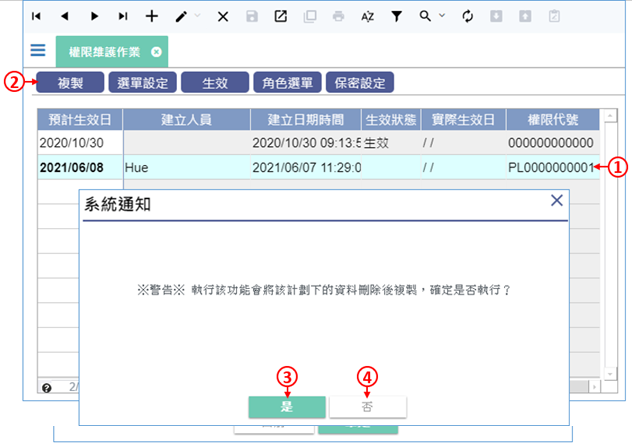 權限維護作業
② 複製 選單設定 生效 角色選單 保密設定
預計生效日 建立人員 建立日期時間 生效狀態 實際生效日 權限代號
2020/10/30 2020/10/30 09:13:5 生效 / / 000000000000
2021/06/08 Hue 2021/06/07 11:29:0 / / PL0000000001 ①
系統通知
※警告※ 執行該功能會將該計劃下的資料刪除後複製，確定是否執行？
③ ④
2/
是 否